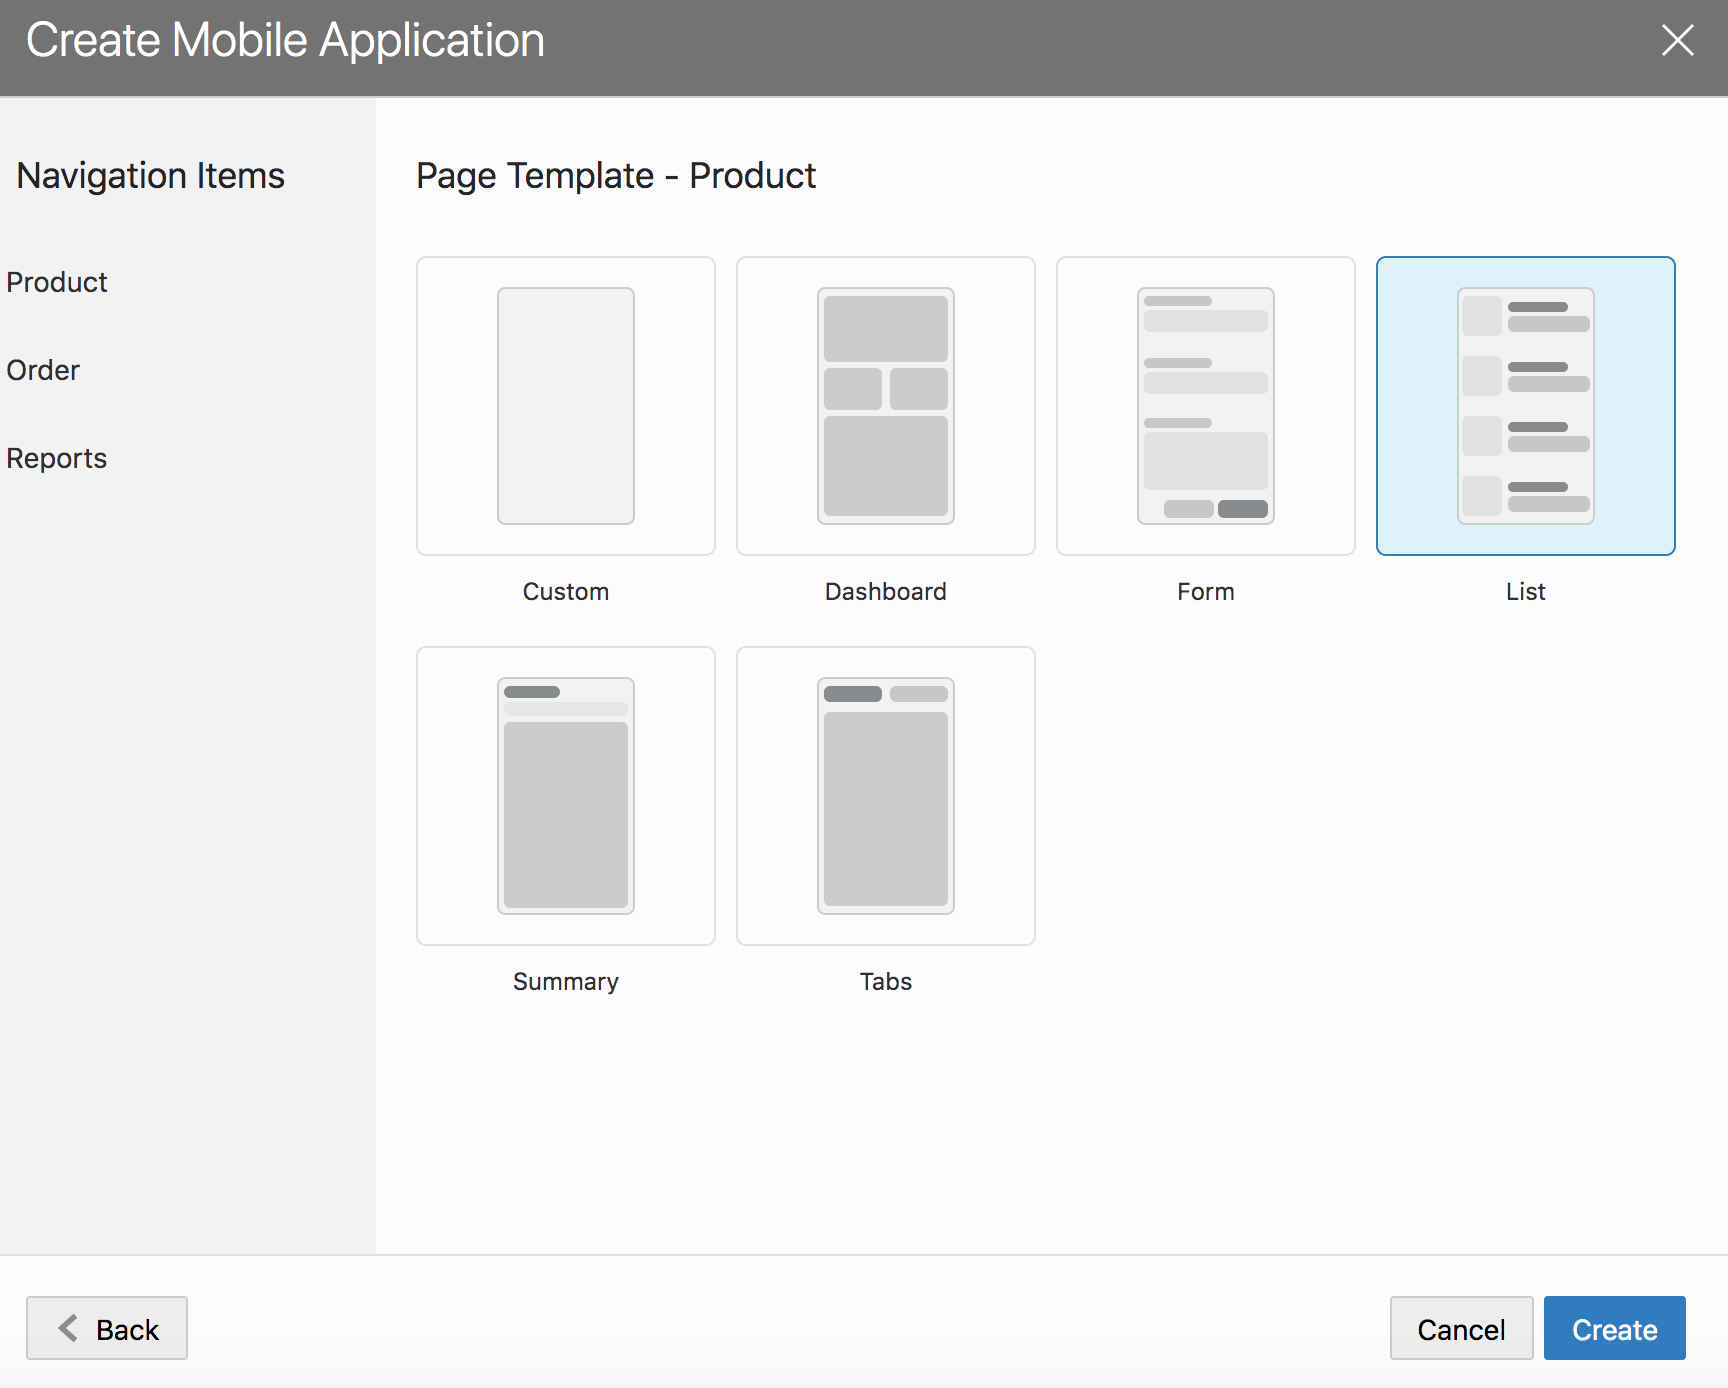 Create Mobile Application
Navigation Items
Product
Order
Reports
Page Template - Product
Custom
Dashboard
Form
List
Summary
Tabs
Back
Cancel
Create